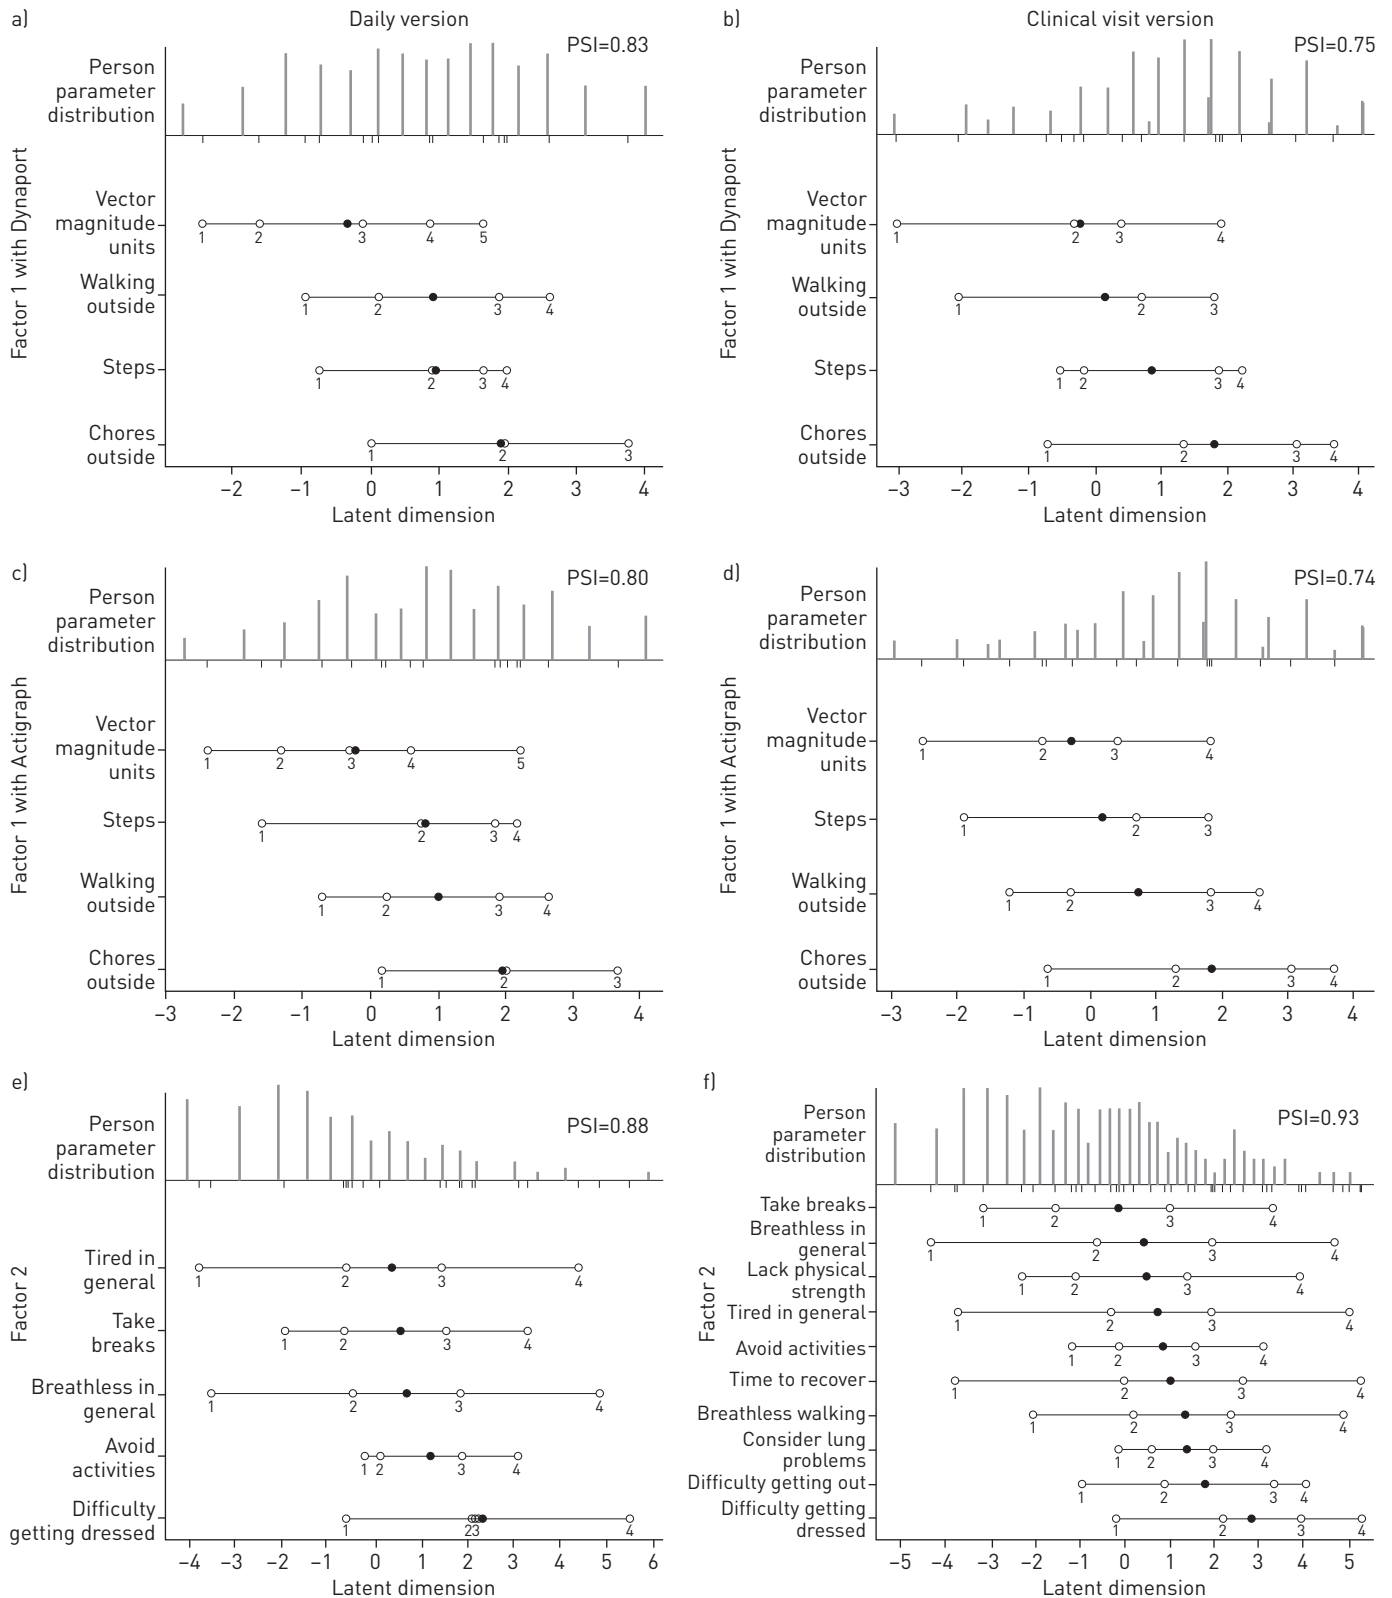 a)
Daily version
PSI=0.83
Person
parameter
distribution
Factor 1 with Dynaport
Vector
magnitude
units
1 2 3 4 5
Walking
outside
1 2 3 4
Steps
1 2 3 4
Chores
outside
1 2 3
–2 –1 0 1 2 3 4
Latent dimension
b)
Clinical visit version
PSI=0.75
Person
parameter
distribution
Factor 1 with Dynaport
Vector
magnitude
units
1 2 3 4
Walking
outside
1 2 3
Steps
1 2 3 4
Chores
outside
1 2 3 4
–3 –2 –1 0 1 2 3 4
Latent dimension
c)
PSI=0.80
Person
parameter
distribution
Factor 1 with Actigraph
Vector
magnitude
units
1 2 3 4 5
Steps
1 2 3 4
Walking
outside
1 2 3 4
Chores
outside
1 2 3
–3 –2 –1 0 1 2 3 4
Latent dimension
d)
PSI=0.74
Person
parameter
distribution
Factor 1 with Actigraph
Vector
magnitude
units
1 2 3 4
Steps
1 2 3
Walking
outside
1 2 3 4
Chores
outside
1 2 3 4
–3 –2 –1 0 1 2 3 4
Latent dimension
e)
PSI=0.88
Person
parameter
distribution
Factor 2
Tired in
general
1 2 3 4
Take
breaks
1 2 3 4
Breathless in
general
1 2 3 4
Avoid
activities
1 2 3 4
Difficulty
getting dressed
1 2 3 4
–4 –3 –2 –1 0 1 2 3 4 5 6
Latent dimension
f)
PSI=0.93
Person
parameter
distribution
Factor 2
Take breaks
1 2 3 4
Breathless in
general
1 2 3 4
Lack physical
strength
1 2 3 4
Tired in general
1 2 3 4
Avoid activities
1 2 3 4
Time to recover
1 2 3 4
Breathless walking
1 2 3 4
Consider lung
problems
1 2 3 4
Difficulty getting out
1 2 3 4
Difficulty getting
dressed
1 2 3 4
–5 –4 –3 –2 –1 0 1 2 3 4 5
Latent dimension